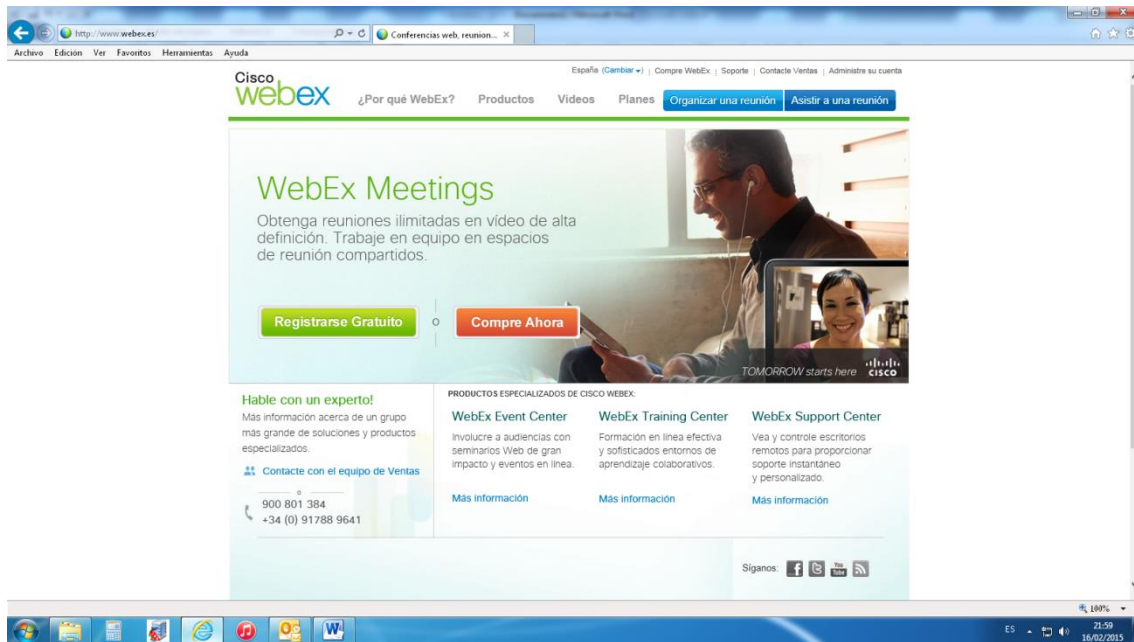 http://www.webex.es/
Conferencias web, reunion...
Archivo Edición Ver Favoritos Herramientas Ayuda
España (Cambiar) | Compre WebEx | Soporte | Contacte Ventas | Administre su cuenta
Cisco
webex
¿Por qué WebEx? Productos Videos Planes Organizar una reunión Asistir a una reunión
WebEx Meetings
Obtenga reuniones ilimitadas en vídeo de alta
definición. Trabaje en equipo en espacios
de reunión compartidos.
Registrarse Gratuito o Compre Ahora
TOMORROW starts here CISCO
Hable con un experto!
Más información acerca de un grupo
más grande de soluciones y productos
especializados.
Contacte con el equipo de Ventas
o
900 801 384
+34 (0) 91788 9641
PRODUCTOS ESPECIALIZADOS DE CISCO WEBEX:
WebEx Event Center
Involucre a audiencias con
seminarios Web de gran
impacto y eventos en línea.
Más información
WebEx Training Center
Formación en línea efectiva
y sofisticados entornos de
aprendizaje colaborativos.
Más información
WebEx Support Center
Vea y controle escritorios
remotos para proporcionar
soporte instantáneo
y personalizado.
Más información
Síganos: You Tube
100%
ES
21:59
16/02/2015